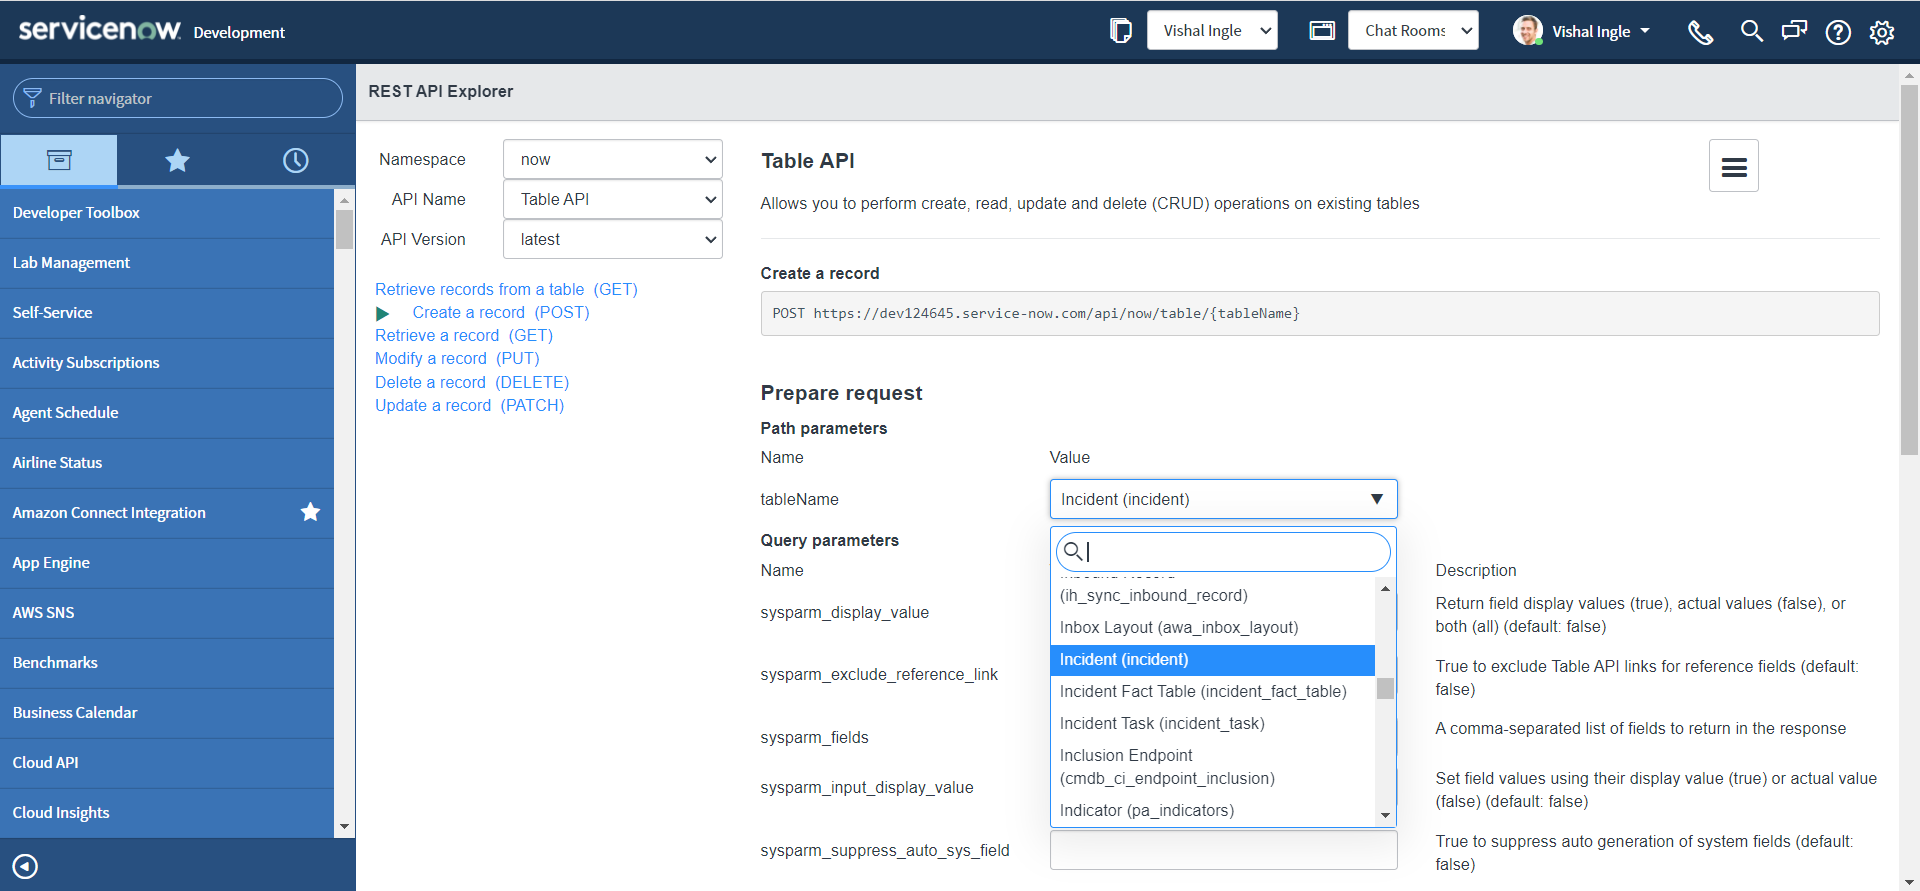 servicenow Development
Vishal Ingle
Chat Rooms
Vishal Ingle
Filter navigator
Developer Toolbox
Lab Management
Self-Service
Activity Subscriptions
Agent Schedule
Airline Status
Amazon Connect Integration
App Engine
AWS SNS
Benchmarks
Business Calendar
Cloud API
Cloud Insights
REST API Explorer
Namespace now
API Name Table API
API Version latest
Retrieve records from a table (GET)
Create a record (POST)
Retrieve a record (GET)
Modify a record (PUT)
Delete a record (DELETE)
Update a record (PATCH)
Table API
Allows you to perform create, read, update and delete (CRUD) operations on existing tables
Create a record
POST https://dev124645.service-now.com/api/now/table/{tableName}
Prepare request
Path parameters
Name Value
tableName Incident (incident)
Query parameters
Name Description
Inbound Record
(ih_sync_inbound_record)
Inbox Layout (awa_inbox_layout)
Incident (incident)
Incident Fact Table (incident_fact_table)
Incident Task (incident_task)
Inclusion Endpoint
(cmdb_ci_endpoint_inclusion)
Indicator (pa_indicators)
sysparm_display_value
Return field display values (true), actual values (false), or
both (all) (default: false)
sysparm_exclude_reference_link
True to exclude Table API links for reference fields (default:
false)
sysparm_fields
A comma-separated list of fields to return in the response
sysparm_input_display_value
Set field values using their display value (true) or actual value
(false) (default: false)
sysparm_suppress_auto_sys_field
True to suppress auto generation of system fields (default:
false)